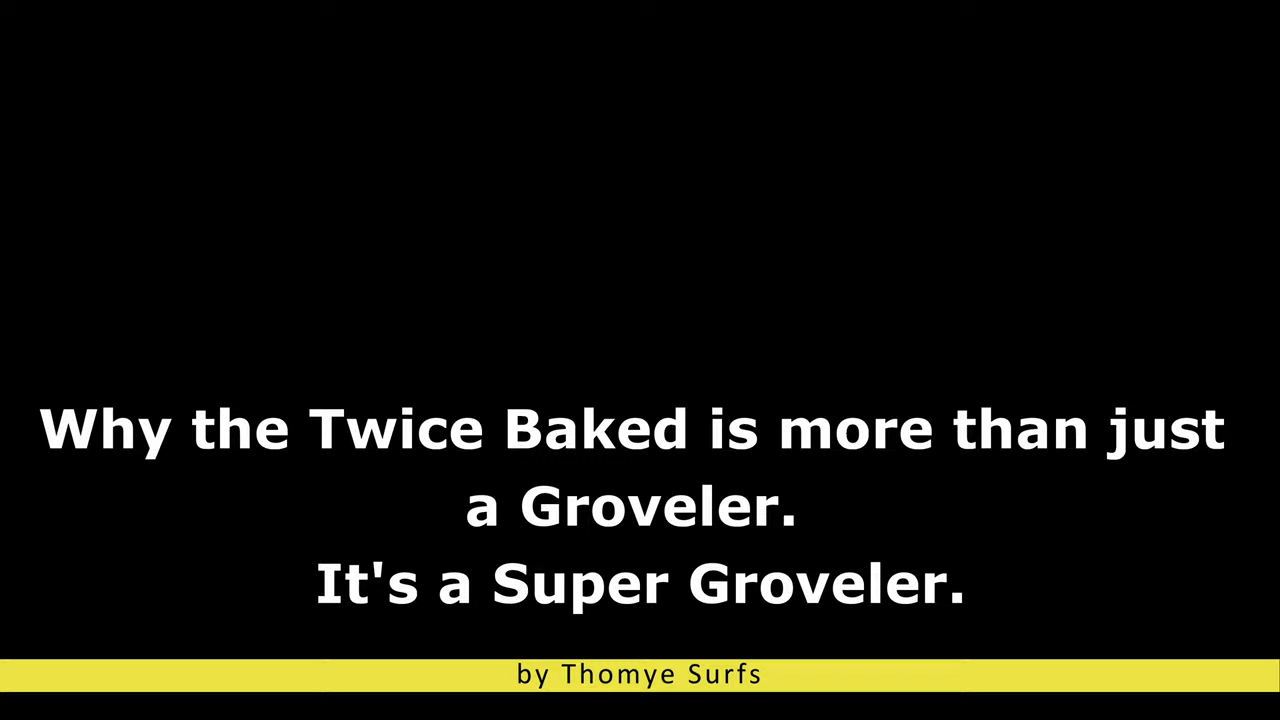 Why the Twice Baked is more than just
a Groveler.
It's a Super Groveler.
by Thomye Surfs